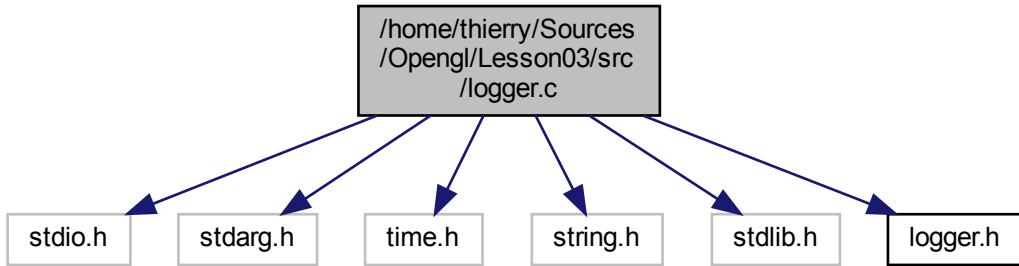 /home/thierry/Sources
/Opengl/Lesson03/src
/logger.c
stdio.h
stdarg.h
time.h
string.h
stdlib.h
logger.h